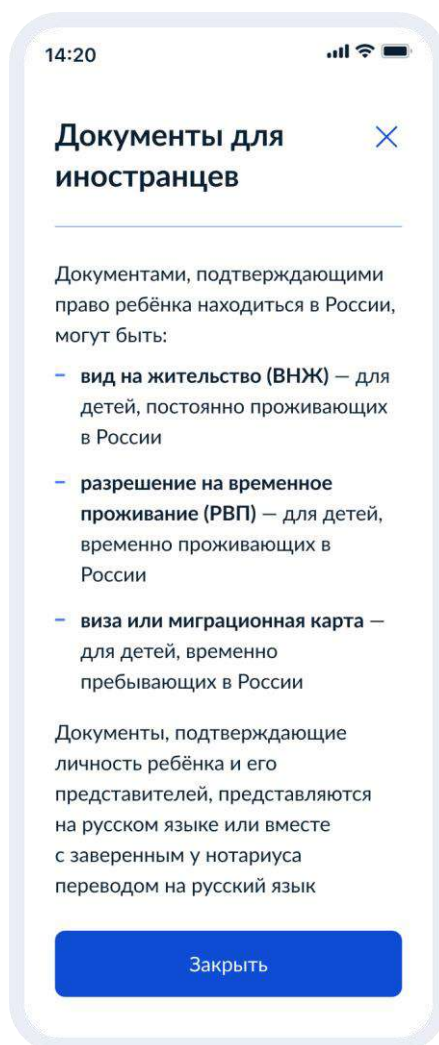 14:20
Документы для
иностранцев
Документами, подтверждающими
право ребёнка находиться в России,
могут быть:
– вид на жительство (ВНЖ) — для
детей, постоянно проживающих
в России
– разрешение на временное
проживание (РВП) — для детей,
временно проживающих в
России
– виза или миграционная карта —
для детей, временно
пребывающих в России
Документы, подтверждающие
личность ребёнка и его
представителей, представляются
на русском языке или вместе
с заверенным у нотариуса
переводом на русский язык
Закрыть